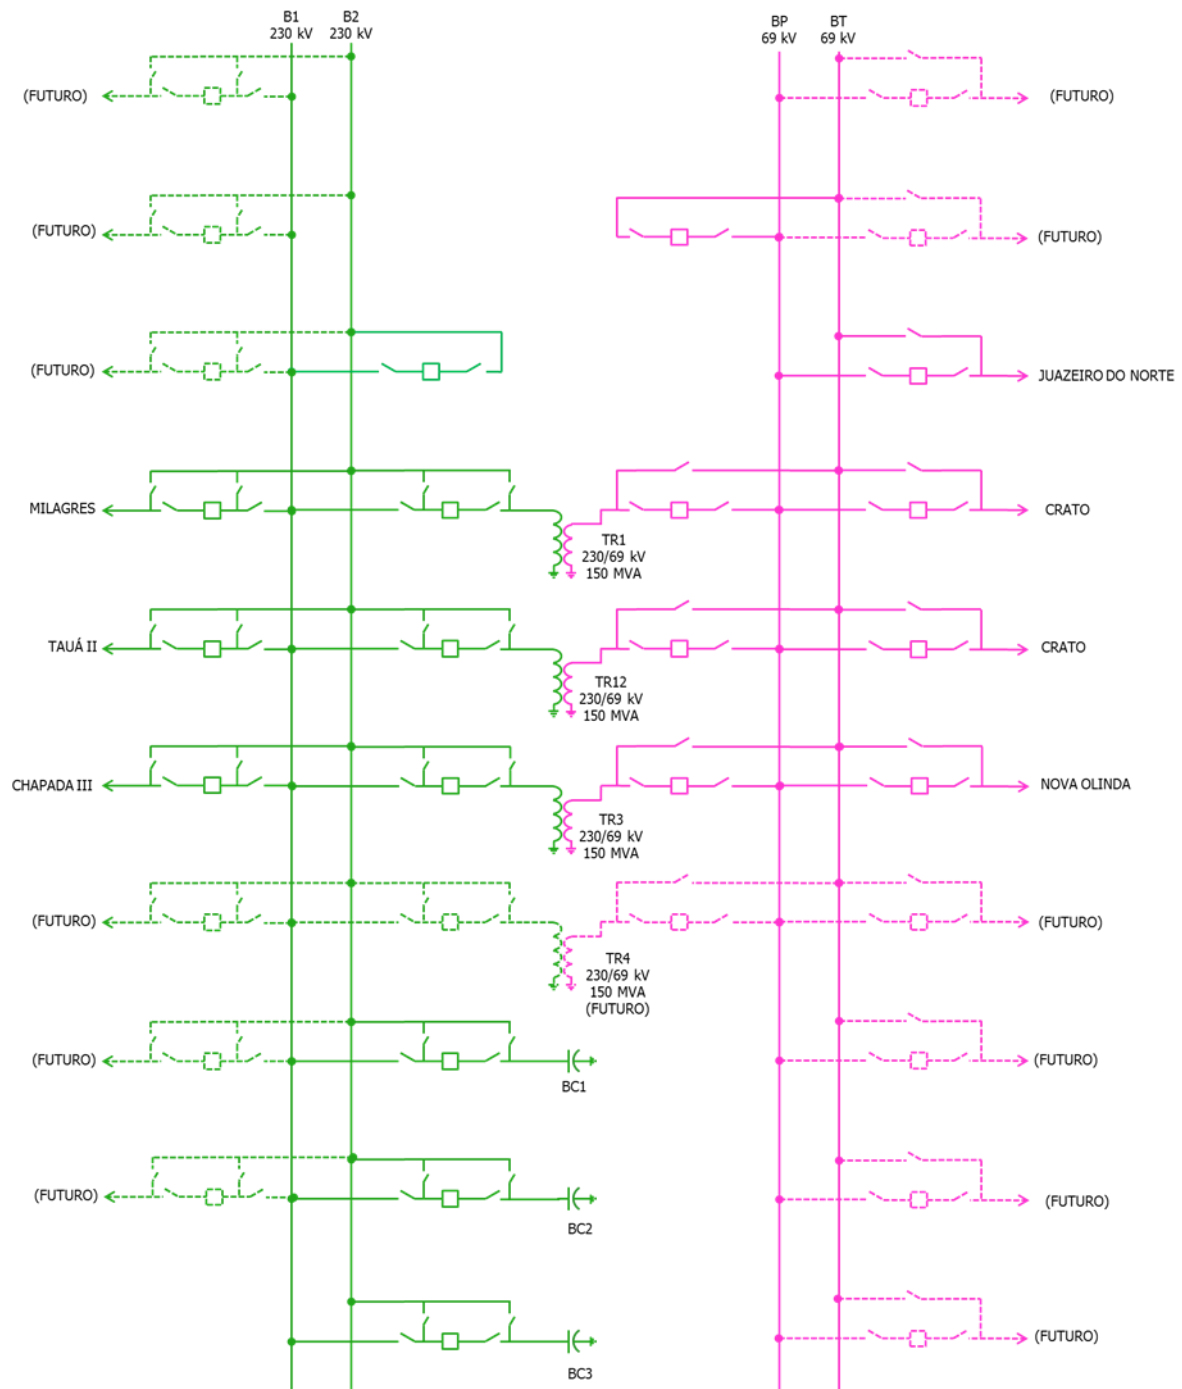 B1
230 kV
B2
230 kV
BP
69 kV
BT
69 kV
(FUTURO)
(FUTURO)
(FUTURO)
(FUTURO)
(FUTURO)
JUAZEIRO DO NORTE
MILAGRES
TR1
230/69 kV
150 MVA
CRATO
TAUÁ II
TR12
230/69 kV
150 MVA
CRATO
CHAPADA III
TR3
230/69 kV
150 MVA
NOVA OLINDA
(FUTURO)
TR4
230/69 kV
150 MVA
(FUTURO)
(FUTURO)
(FUTURO)
BC1
(FUTURO)
(FUTURO)
BC2
(FUTURO)
BC3
(FUTURO)